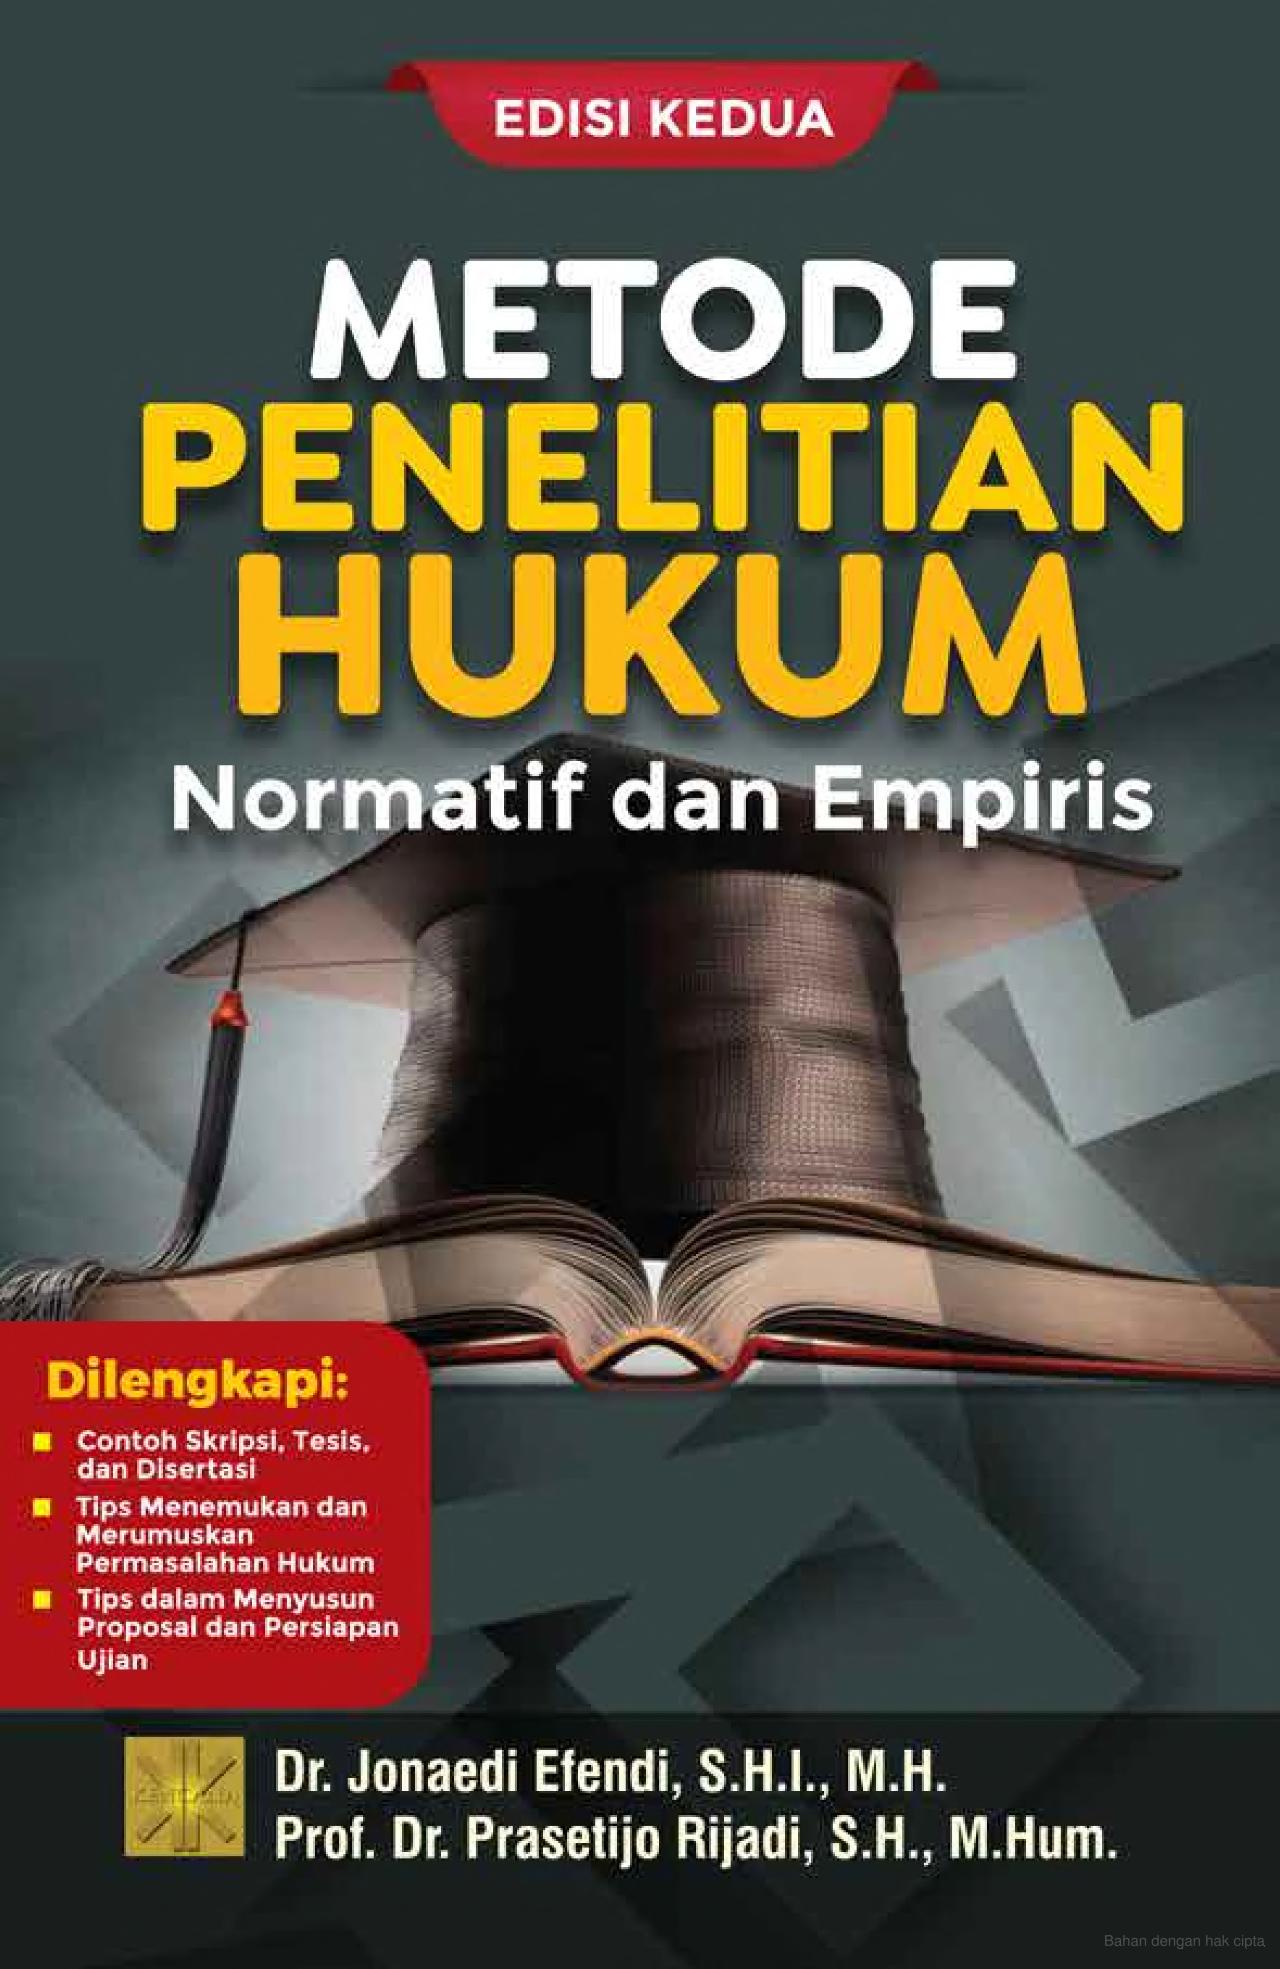 EDISI KEDUA
METODE
PENELITIAN
HUKUM
Normatif dan Empiris
Dilengkapi:
Contoh Skripsi, Tesis,
dan Disertasi
Tips Menemukan dan
Merumuskan
Permasalahan Hukum
Tips dalam Menyusun
Proposal dan Persiapan
Ujian
Dr. Jonaedi Efendi, S.H.I., M.H.
Prof. Dr. Prasetijo Rijadi, S.H., M.Hum.
Bahan dengan hak cipta